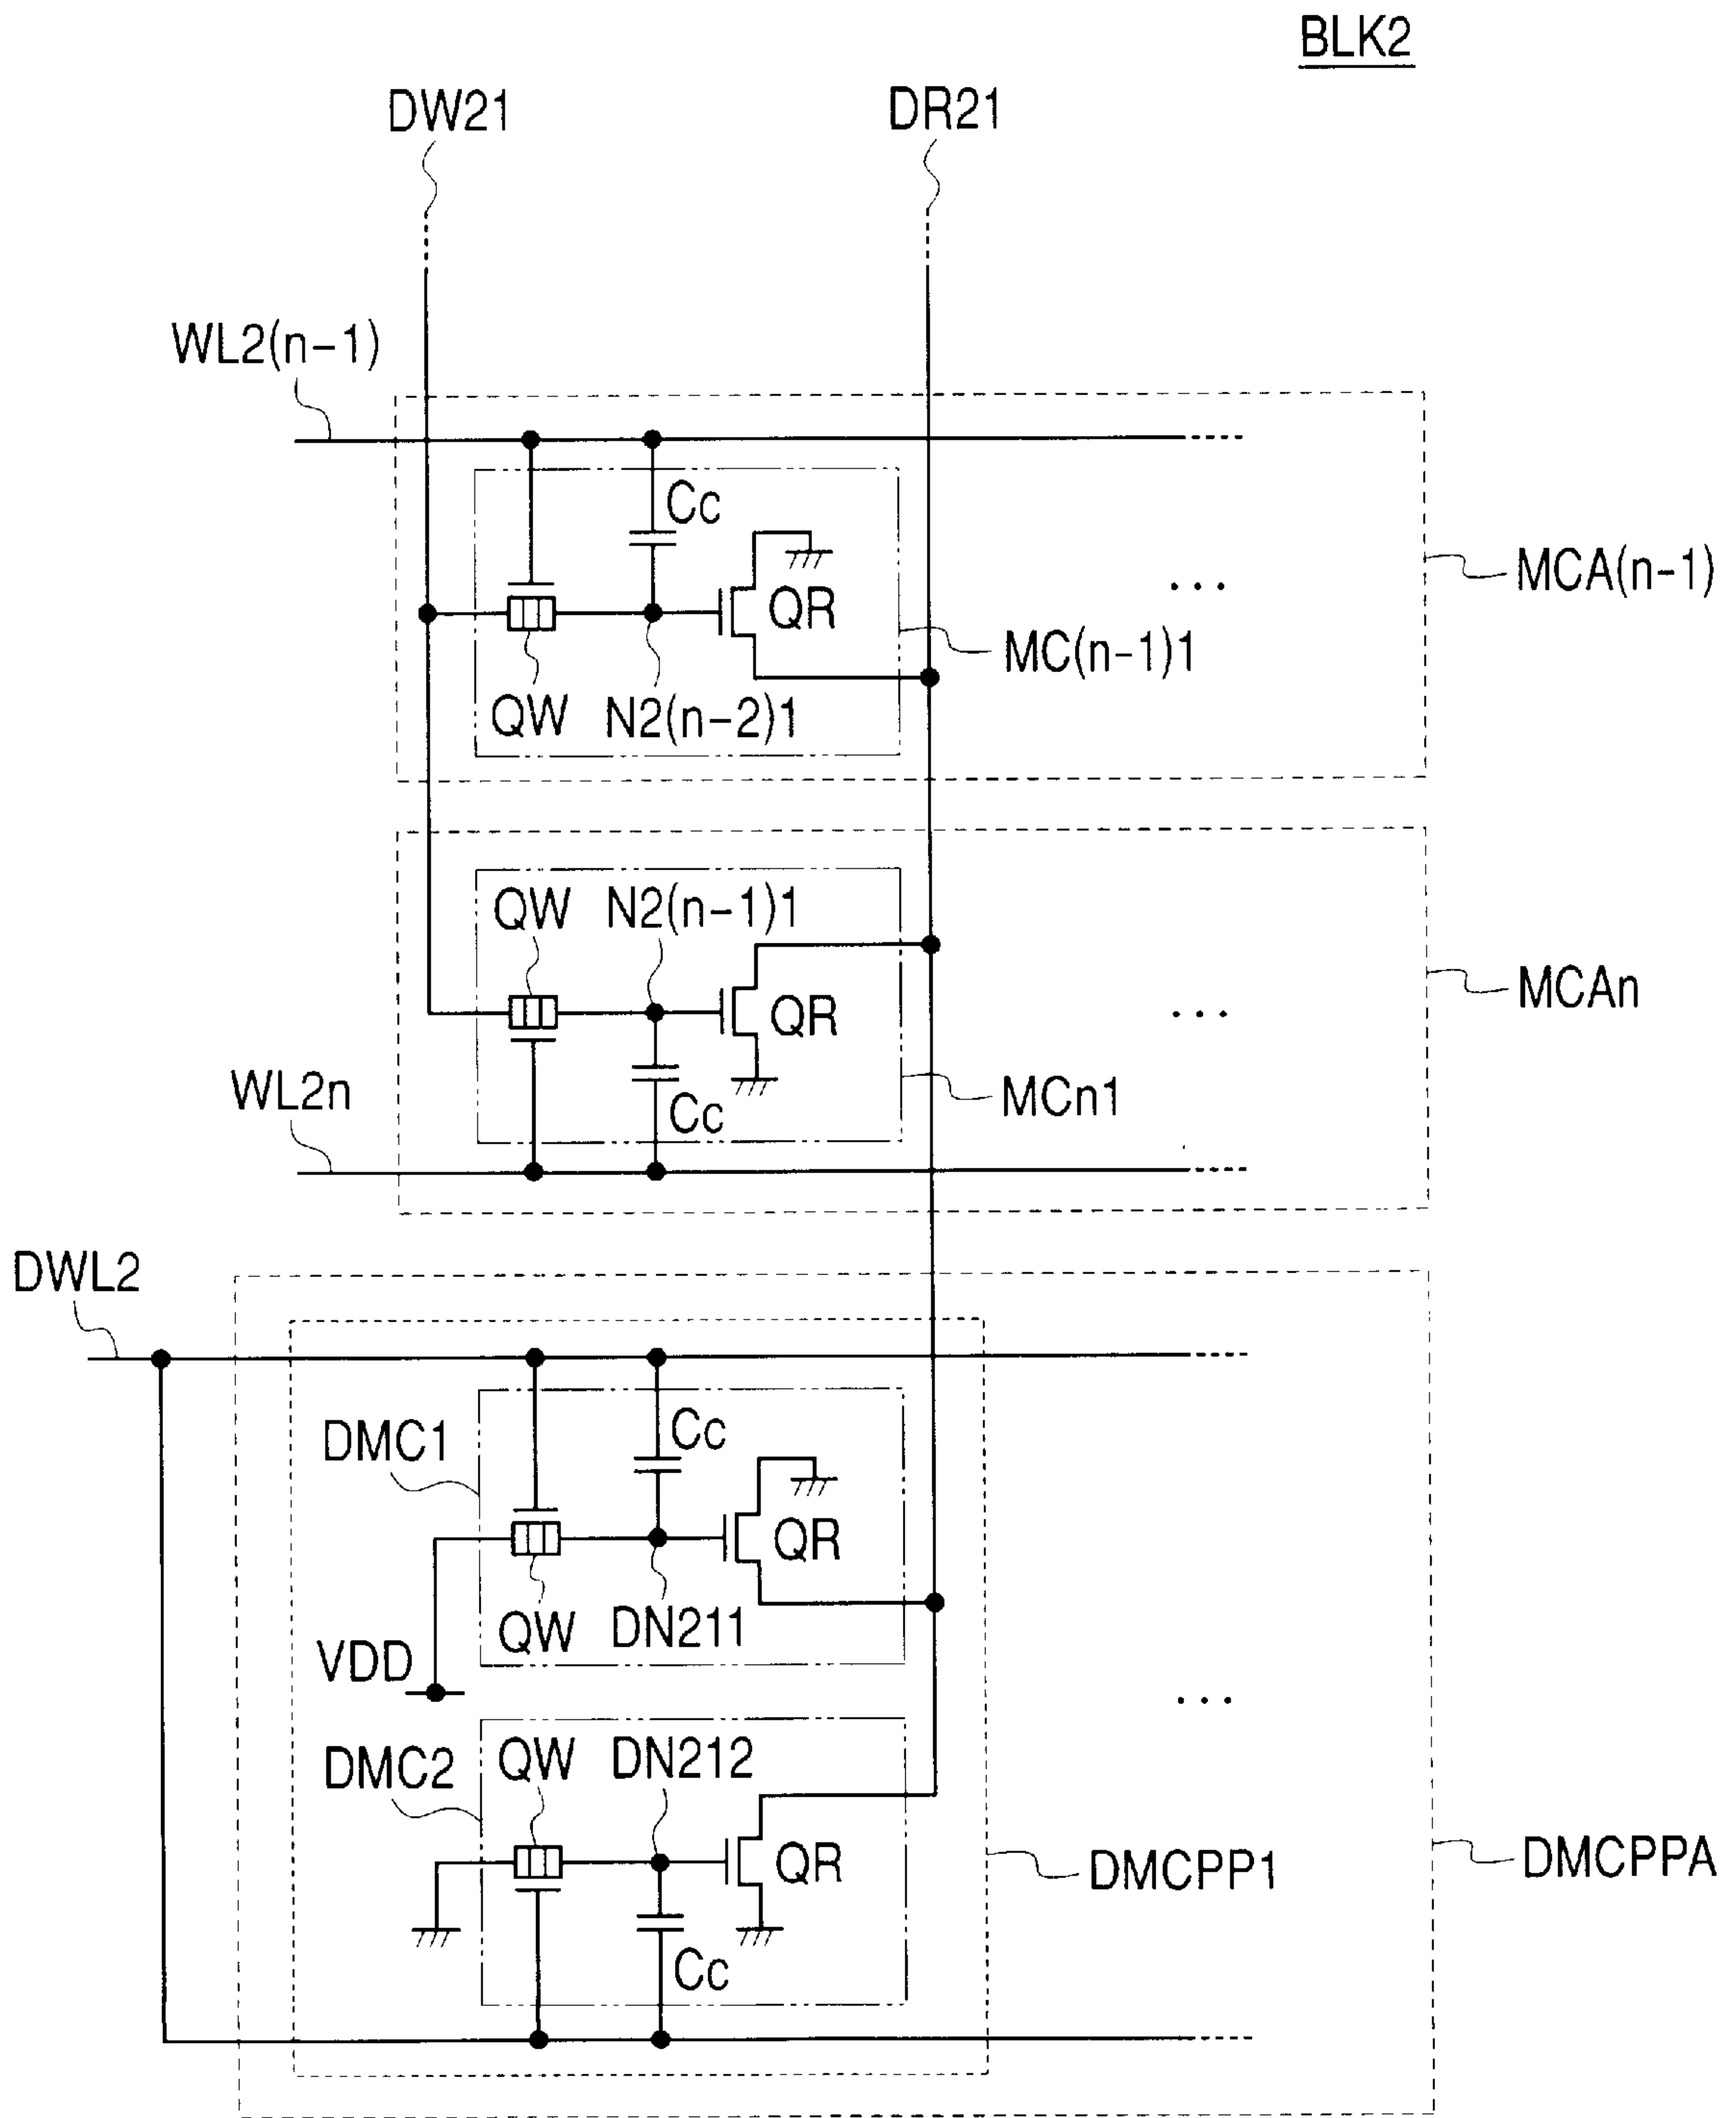 BLK2
DW21
DR21
WL2(n-1)
Cc
QR
MCA(n-1)
MC(n-1)1
QW
N2(n-2)1
QW
N2(n-1)1
QR
MCAn
WL2n
Cc
MCn1
DWL2
DMC1
Cc
QR
QW
DN211
VDD
DMC2
QW
DN212
QR
DMCPP1
DMCPPA
Cc